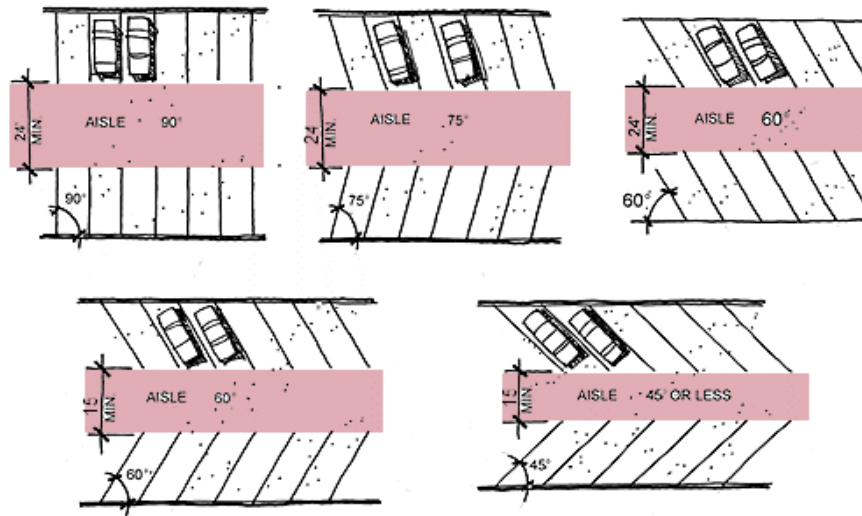 24' MIN. AISLE 90°
90°
24 MIN. AISLE 75°
75°
24' MIN. AISLE 60°
60°
15 MIN. AISLE 60°
60°
15 MIN. AISLE 45° OR LESS
45°